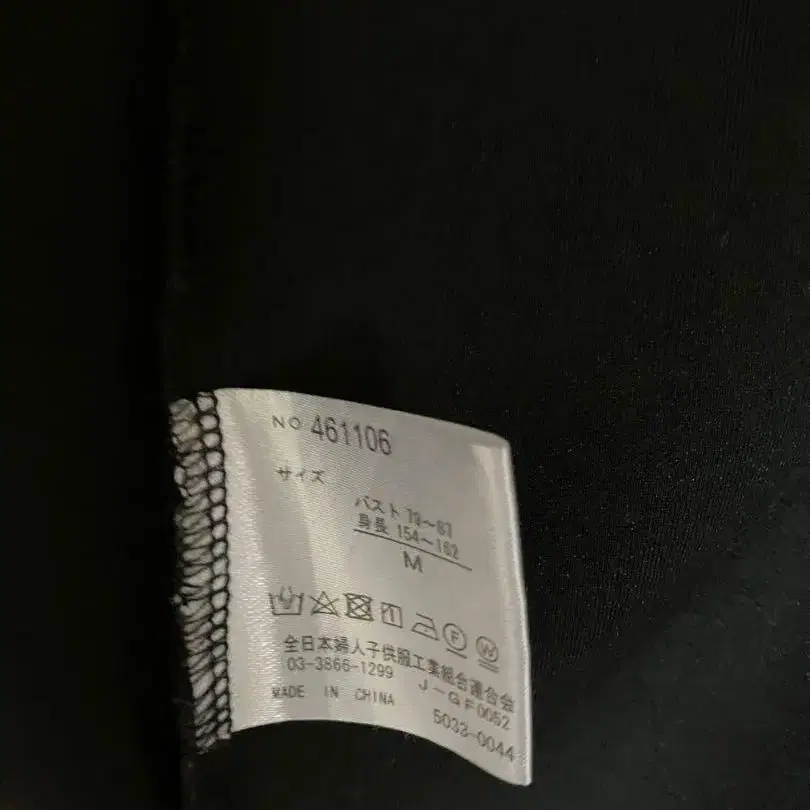 NO 461106
サイズ
バスト 79～87
身長 154～162
M
F W
全日本婦人子供服工業組合連合会
03-3866-1299 J-GF0052
MADE IN CHINA
5033-0044